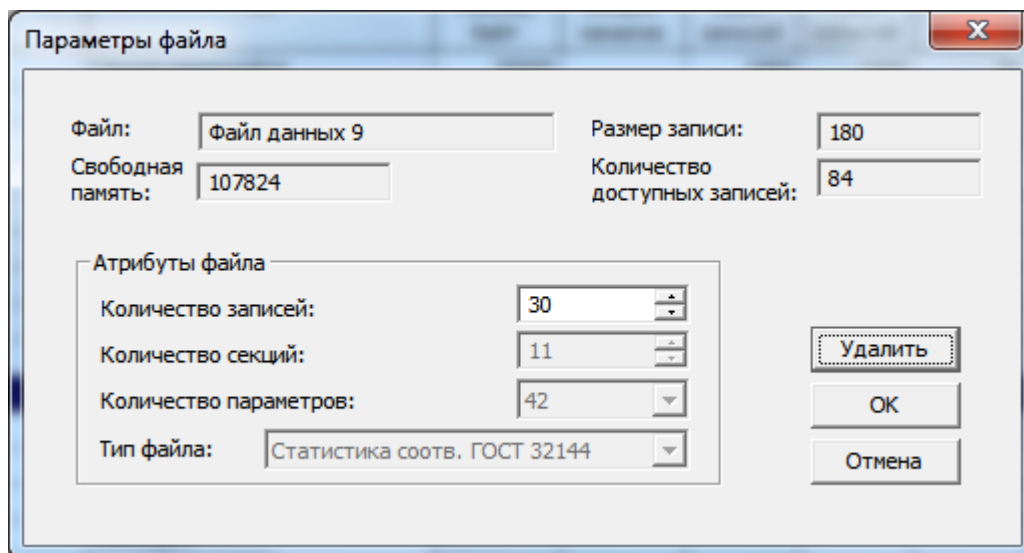 Параметры файла
Файл: Файл данных 9
Размер записи: 180
Свободная
память: 107824
Количество
доступных записей: 84
Атрибуты файла
Количество записей: 30
Количество секций: 11
Количество параметров: 42
Тип файла: Статистика соотв. ГОСТ 32144
Удалить
OK
Отмена